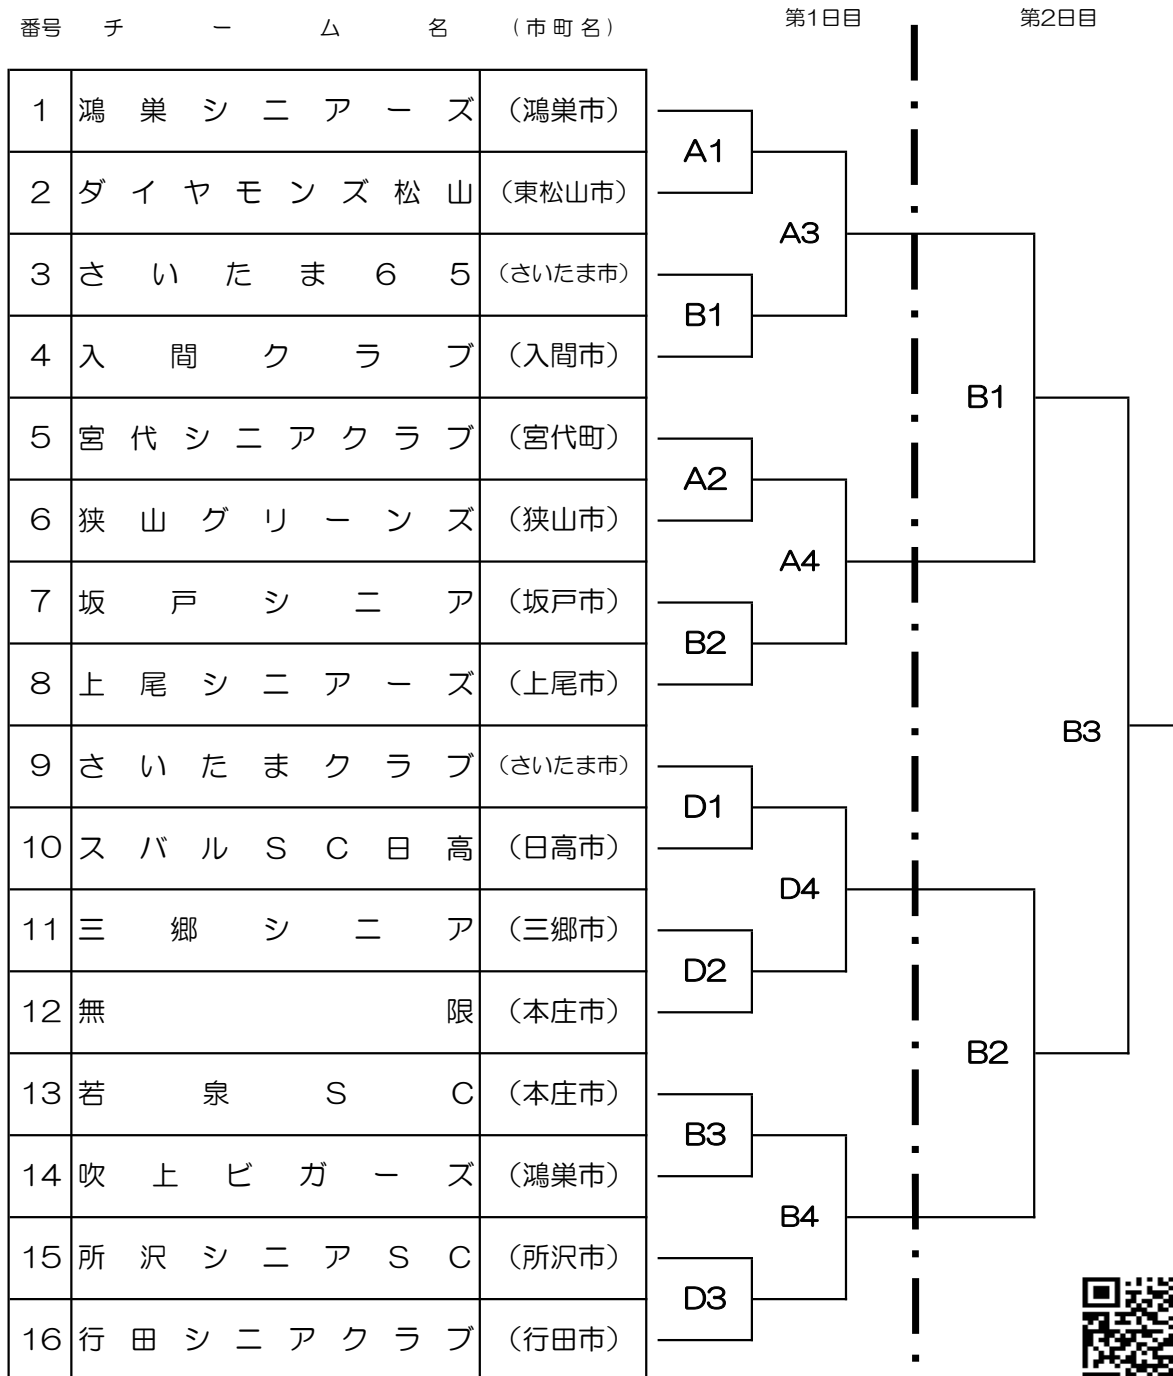 第1日目 第2日目
番号 チーム名 (市町名)
1 鴻巣シニアーズ (鴻巣市)
A1
2 ダイヤモンズ松山 (東松山市)
A3
3 さいたま65 (さいたま市)
B1
4 入間クラブ (入間市)
B1
5 宮代シニアクラブ (宮代町)
A2
6 狭山グリーンズ (狭山市)
A4
7 坂戸シニア (坂戸市)
B2
8 上尾シニアーズ (上尾市)
B3
9 さいたまクラブ (さいたま市)
D1
10 スバルSC日高 (日高市)
D4
11 三郷シニア (三郷市)
D2
12 無限 (本庄市)
B2
13 若泉SC (本庄市)
B3
14 吹上ビガーズ (鴻巣市)
B4
15 所沢シニアSC (所沢市)
D3
16 行田シニアクラブ (行田市)